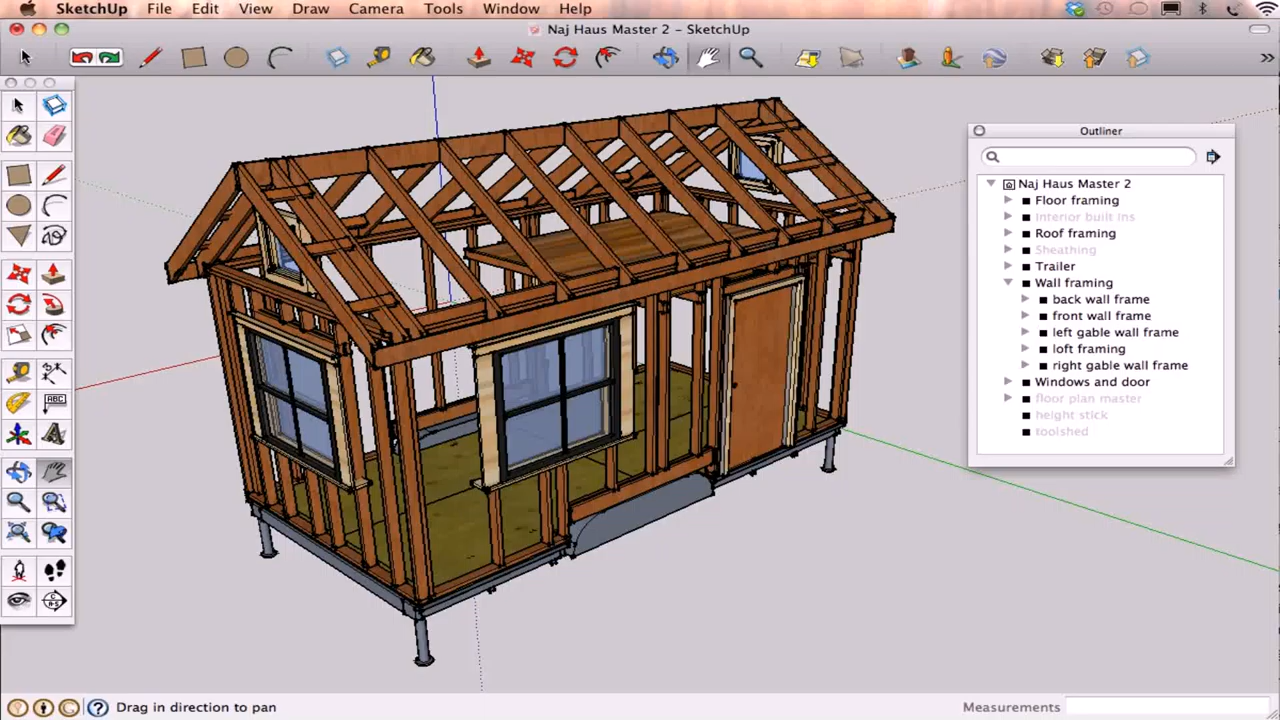 SketchUp File Edit View Draw Camera Tools Window Help
Naj Haus Master 2 – SketchUp
»
ABC
Outliner
Naj Haus Master 2
Floor framing
Interior built ins
Roof framing
Sheathing
Trailer
Wall framing
back wall frame
front wall frame
left gable wall frame
loft framing
right gable wall frame
Windows and door
floor plan master
height stick
toolshed
Drag in direction to pan
Measurements